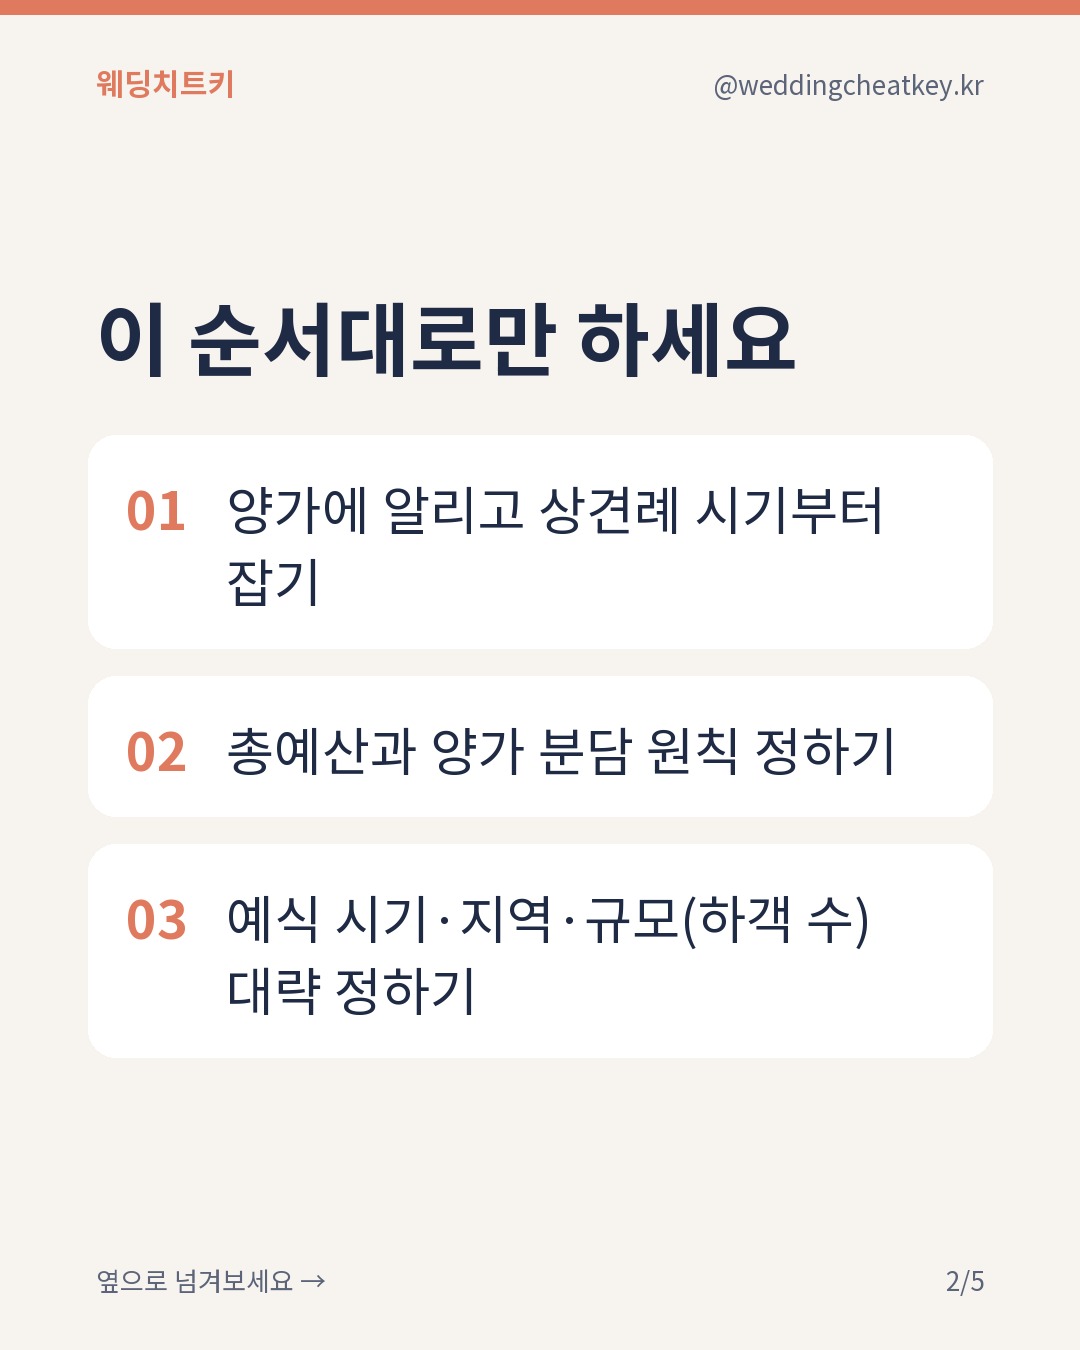 웨딩치트키
@weddingcheatkey.kr
이 순서대로만 하세요
01 양가에 알리고 상견례 시기부터
잡기
02 총예산과 양가 분담 원칙 정하기
03 예식 시기·지역·규모(하객 수)
대략 정하기
옆으로 넘겨보세요 →
2/5